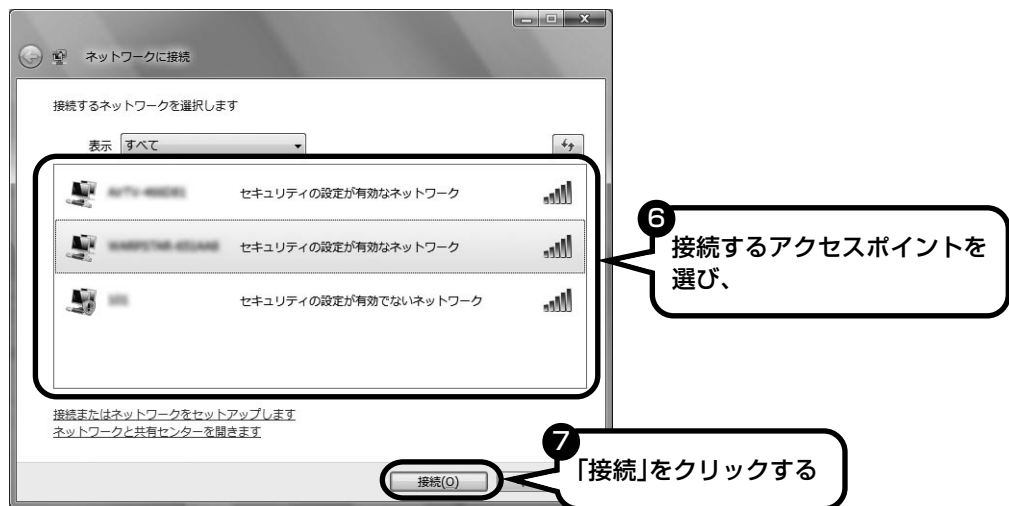 ネットワークに接続
接続するネットワークを選択します
表示 すべて
セキュリティの設定が有効なネットワーク
セキュリティの設定が有効なネットワーク
セキュリティの設定が有効でないネットワーク
❻
接続するアクセスポイントを
選び、
接続またはネットワークをセットアップします
ネットワークと共有センターを開きます
❼
「接続」をクリックする
接続(O)